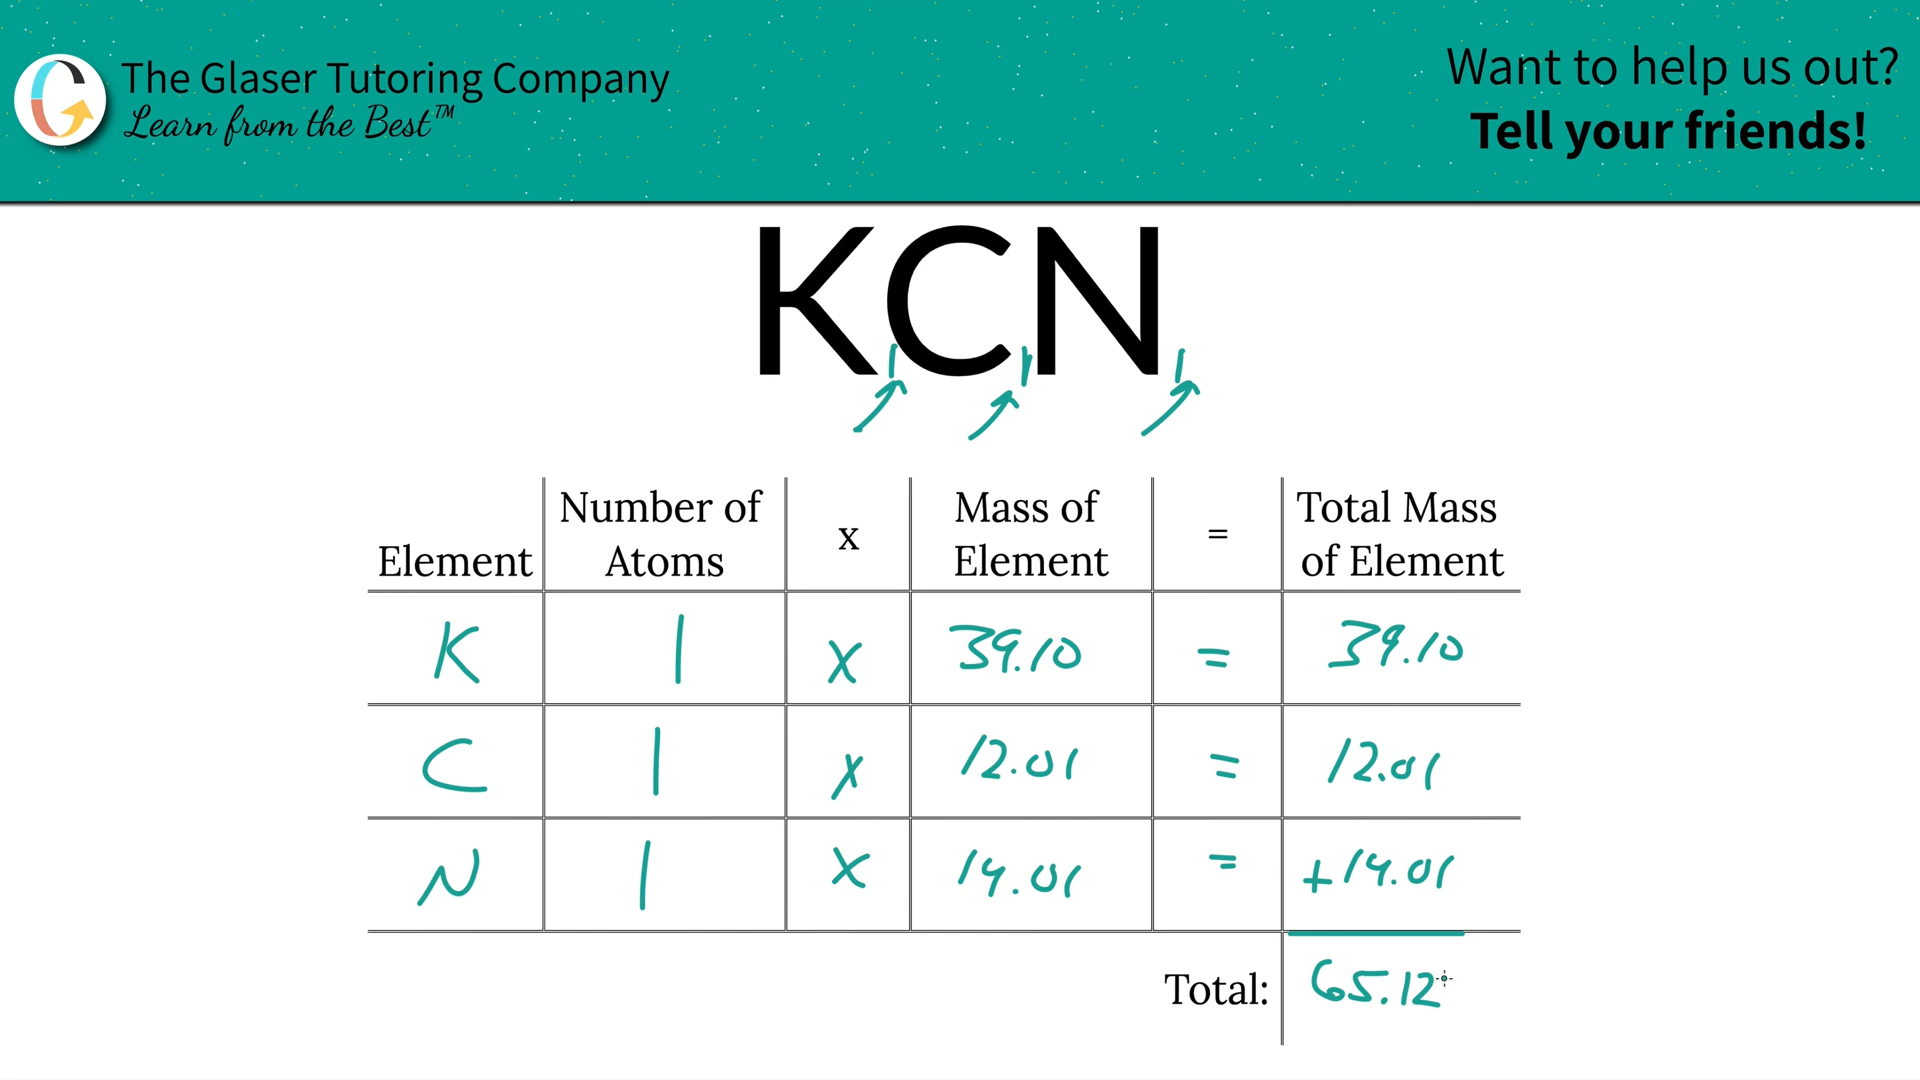 The Glaser Tutoring Company
Learn from the Best™
Want to help us out?
Tell your friends!
KCN
1 1 1
Element Number of Atoms x Mass of Element = Total Mass of Element
K 1 x 39.10 = 39.10
C 1 x 12.01 = 12.01
N 1 x 14.01 = +14.01
Total: 65.12